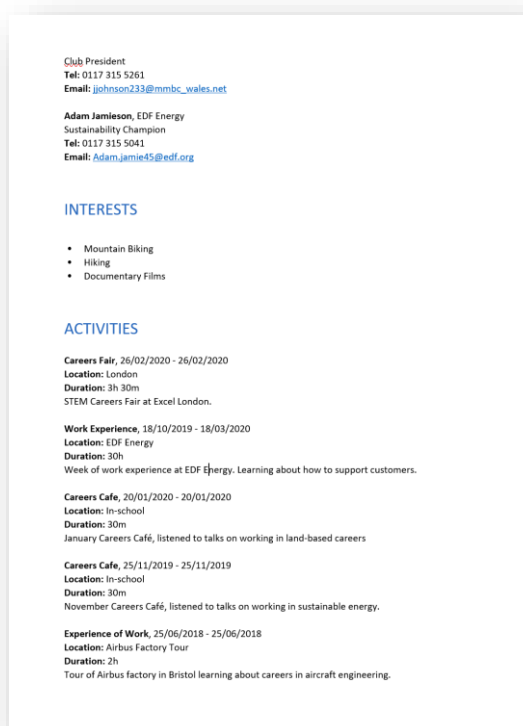 Club President
Tel: 0117 315 5261
Email: jjohnson233@mmbc_wales.net
Adam Jamieson, EDF Energy
Sustainability Champion
Tel: 0117 315 5041
Email: Adam.jamie45@edf.org
INTERESTS
• Mountain Biking
• Hiking
• Documentary Films
ACTIVITIES
Careers Fair, 26/02/2020 - 26/02/2020
Location: London
Duration: 3h 30m
STEM Careers Fair at Excel London.
Work Experience, 18/10/2019 - 18/03/2020
Location: EDF Energy
Duration: 30h
Week of work experience at EDF Energy. Learning about how to support customers.
Careers Cafe, 20/01/2020 - 20/01/2020
Location: In-school
Duration: 30m
January Careers Café, listened to talks on working in land-based careers
Careers Cafe, 25/11/2019 - 25/11/2019
Location: In-school
Duration: 30m
November Careers Café, listened to talks on working in sustainable energy.
Experience of Work, 25/06/2018 - 25/06/2018
Location: Airbus Factory Tour
Duration: 2h
Tour of Airbus factory in Bristol learning about careers in aircraft engineering.